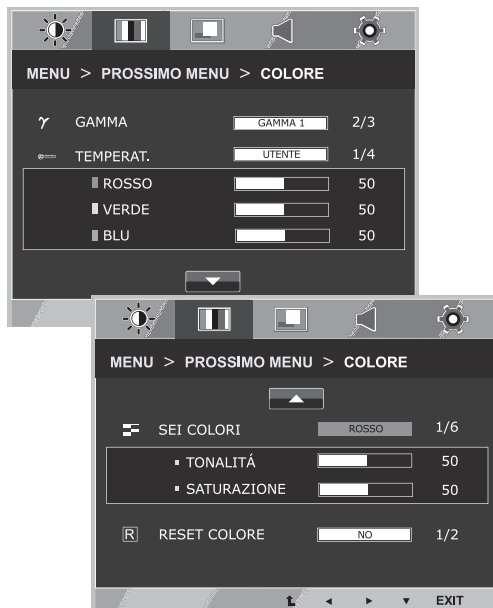 MENU > PROSSIMO MENU > COLORE
γ GAMMA GAMMA 1 2/3
TEMPERAT. UTENTE 1/4
ROSSO 50
VERDE 50
BLU 50
MENU > PROSSIMO MENU > COLORE
SEI COLORI ROSSO 1/6
TONALITÁ 50
SATURAZIONE 50
R RESET COLORE NO 1/2
EXIT